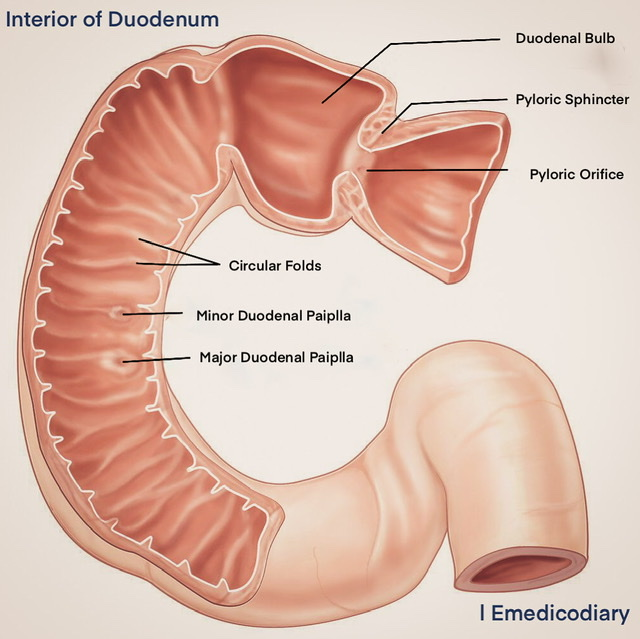 Interior of Duodenum
Duodenal Bulb
Pyloric Sphincter
Pyloric Orifice
Circular Folds
Minor Duodenal Paiplla
Major Duodenal Paiplla
| Emedicodiary